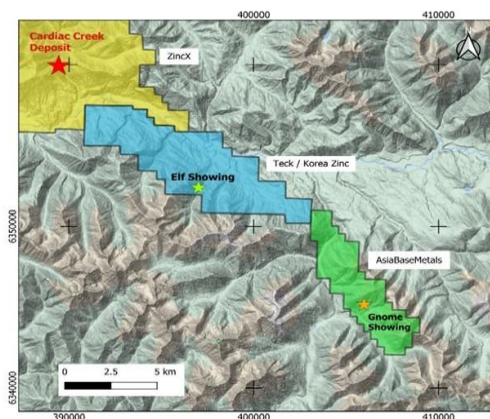 400000
410000
Cardiac Creek
Deposit
ZincX
Teck / Korea Zinc
Elf Showing
6350000
AsiaBaseMetals
Gnome
Showing
0
2.5
5 km
6340000
390000
400000
410000